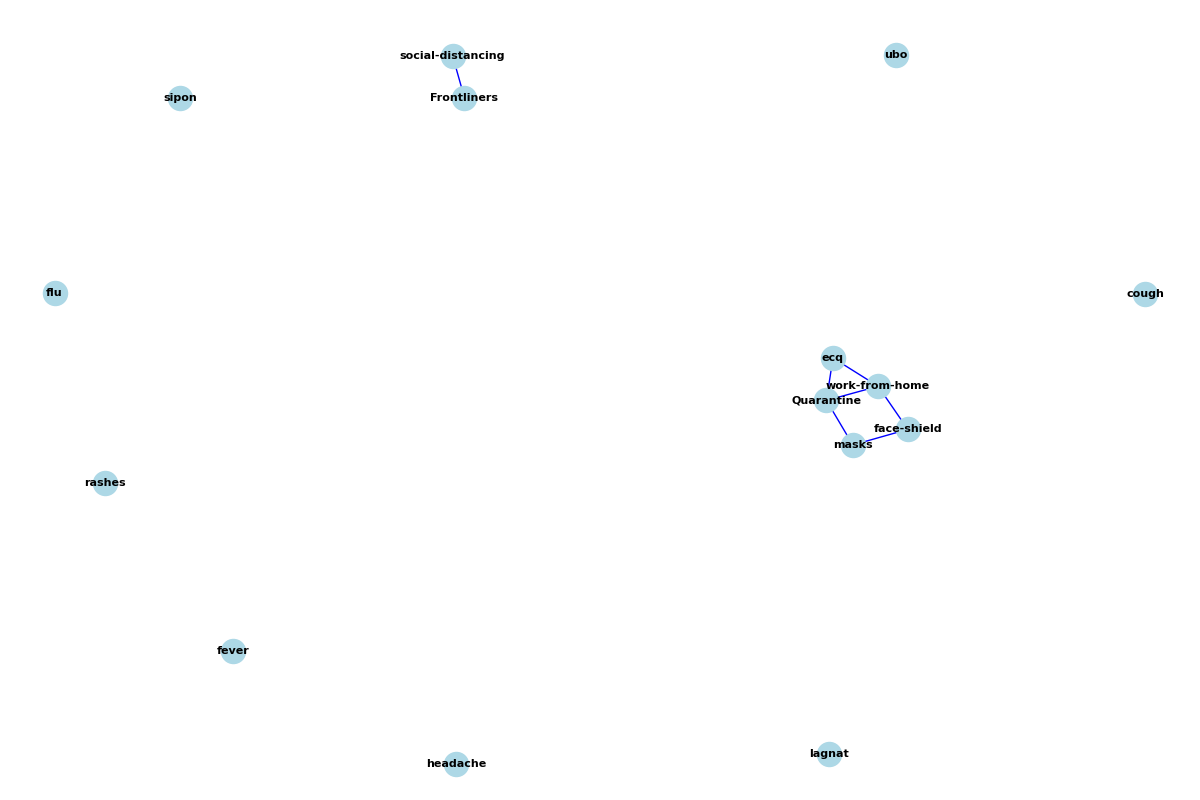 ubo
social-distancing
sipon
Frontliners
flu
cough
ecq
work-from-home
Quarantine
face-shield
masks
rashes
fever
lagnat
headache